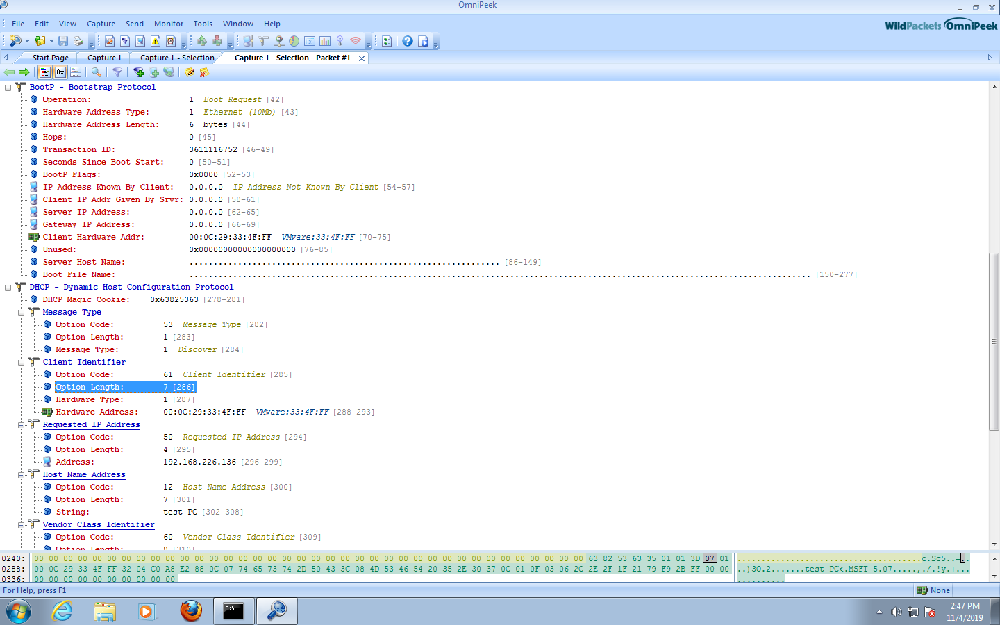 OmniPeek
File Edit View Capture Send Monitor Tools Window Help
WildPackets OmniPeek
Start Page Capture 1 Capture 1 - Selection Capture 1 - Selection - Packet #1
0x
BootP - Bootstrap Protocol
Operation: 1 Boot Request [42]
Hardware Address Type: 1 Ethernet (10Mb) [43]
Hardware Address Length: 6 bytes [44]
Hops: 0 [45]
Transaction ID: 3611116752 [46-49]
Seconds Since Boot Start: 0 [50-51]
BootP Flags: 0x0000 [52-53]
IP Address Known By Client: 0.0.0.0 IP Address Not Known By Client [54-57]
Client IP Addr Given By Srvr: 0.0.0.0 [58-61]
Server IP Address: 0.0.0.0 [62-65]
Gateway IP Address: 0.0.0.0 [66-69]
Client Hardware Addr: 00:0C:29:33:4F:FF VMware:33:4F:FF [70-75]
Unused: 0x00000000000000000000 [76-85]
Server Host Name: ................................................................ [86-149]
Boot File Name: ................................................................................................................................ [150-277]
DHCP - Dynamic Host Configuration Protocol
DHCP Magic Cookie: 0x63825363 [278-281]
Message Type
Option Code: 53 Message Type [282]
Option Length: 1 [283]
Message Type: 1 Discover [284]
Client Identifier
Option Code: 61 Client Identifier [285]
Option Length: 7 [286]
Hardware Type: 1 [287]
Hardware Address: 00:0C:29:33:4F:FF VMware:33:4F:FF [288-293]
Requested IP Address
Option Code: 50 Requested IP Address [294]
Option Length: 4 [295]
Address: 192.168.226.136 [296-299]
Host Name Address
Option Code: 12 Host Name Address [300]
Option Length: 7 [301]
String: test-PC [302-308]
Vendor Class Identifier
Option Code: 60 Vendor Class Identifier [309]
Option Length: 8 [310]
0240: 00 00 00 00 00 00 00 00 00 00 00 00 00 00 00 00 00 00 00 00 00 00 00 00 00 00 00 00 00 00 00 00 00 00 00 00 00 00 63 82 53 63 35 01 01 3D 07 01 ......................................c.Sc5..=..
0288: 00 0C 29 33 4F FF 32 04 C0 A8 E2 88 0C 07 74 65 73 74 2D 50 43 3C 08 4D 53 46 54 20 35 2E 30 37 0C 01 0F 03 06 2C 2E 2F 1F 21 79 F9 2B FF 00 00 ..)3O.2.......test-PC<.MSFT 5.07.....,./.!y.+...
0336: 00 00 00 00 00 00 00 00 00 00 ..........
For Help, press F1
None
C:\_
2:47 PM
11/4/2019